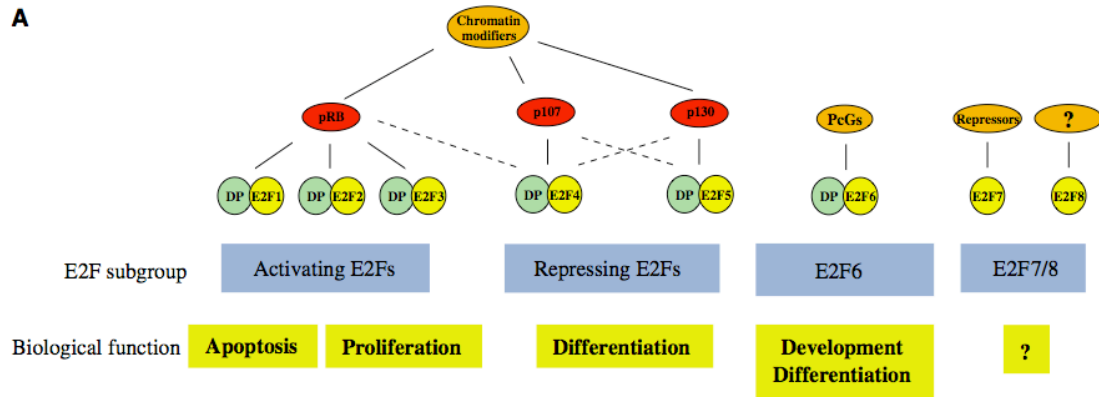 A
Chromatin
modifiers
pRB
p107
p130
PcGs
Repressors
?
DP E2F1
DP E2F2
DP E2F3
DP E2F4
DP E2F5
DP E2F6
E2F7
E2F8
E2F subgroup
Activating E2Fs
Repressing E2Fs
E2F6
E2F7/8
Biological function
Apoptosis
Proliferation
Differentiation
Development
Differentiation
?